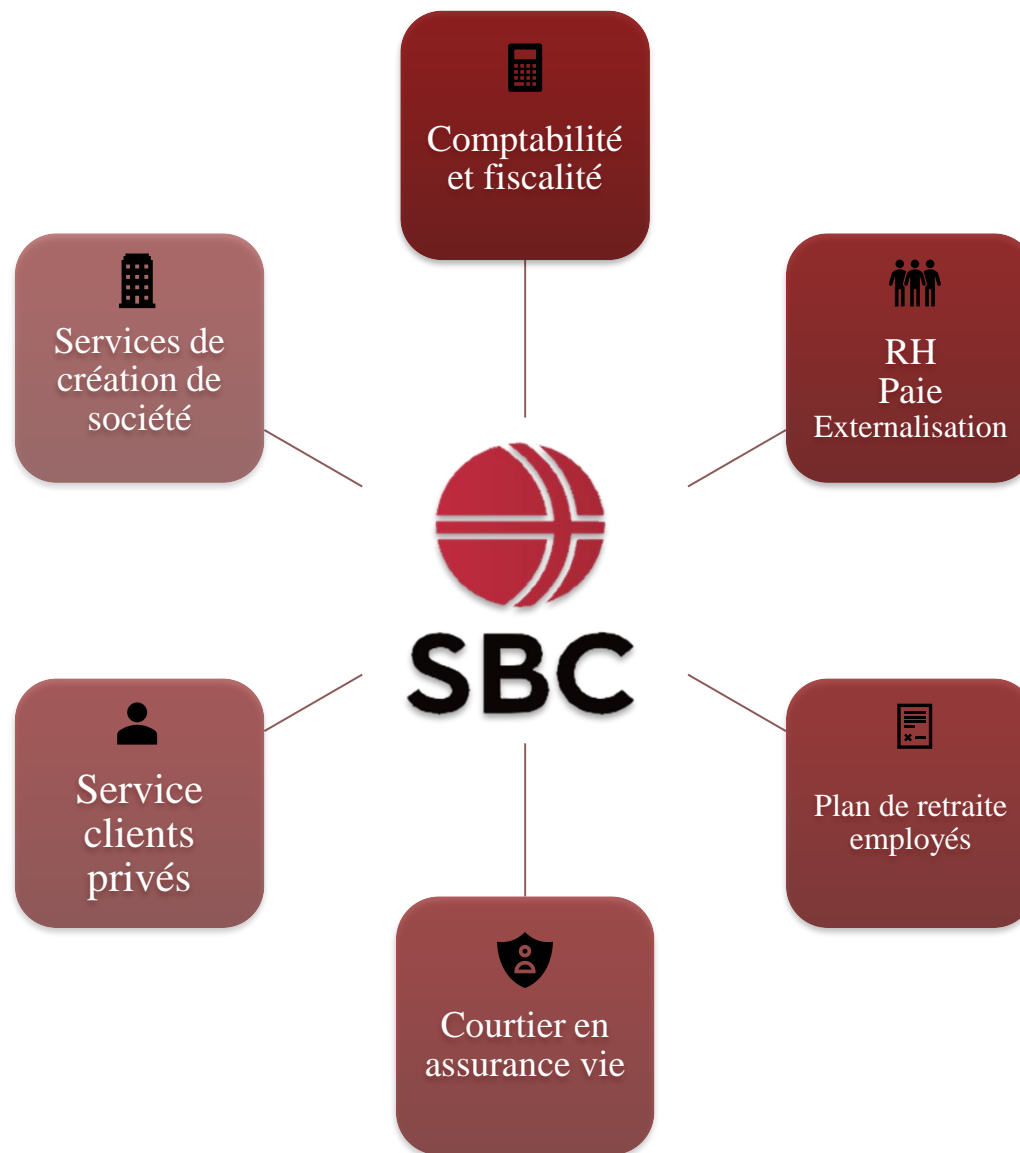 Comptabilité
et fiscalité
RH
Paie
Externalisation
Plan de retraite
employés
Courtier en
assurance vie
Service
clients
privés
Services de
création de
société
SBC